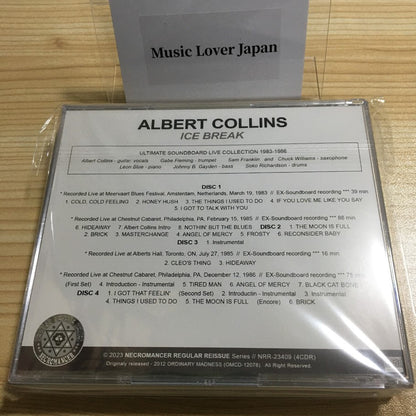 Music Lover Japan
ALBERT COLLINS
ICE BREAK
ULTIMATE SOUNDBOARD LIVE COLLECTION 1983-1986
Albert Collins - guitar, vocals Gabe Fleming - trumpet Sam Franklin and Chuck Williams - saxophone
Leon Blue - piano Johnny B. Gayden - bass Soko Richardson - drums
DISC 1
* Recorded Live at Meervaart Blues Festival, Amsterdam, Netherlands, March 19, 1983 // EX-Soundboard recording *** 39 min.
1. COLD, COLD FEELING 2. HONEY HUSH 3. THE THINGS I USED TO DO 4. IF YOU LOVE ME LIKE YOU SAY
5. I GOT TO TALK WITH YOU
* Recorded Live at Chestnut Cabaret, Philadelphia, PA, February 15, 1985 // EX-Soundboard recording *** 88 min
6. HIDEAWAY 7. Albert Collins Intro 8. NOTHIN' BUT THE BLUES DISC 2 1. THE MOON IS FULL
2. BRICK 3. MASTERCHANGE 4. ANGEL OF MERCY 5. FROSTY 6. RECONSIDER BABY
DISC 3 1. Instrumental
* Recorded Live at Alberts Hall, Toronto, ON, July 27, 1985 // EX-Soundboard recording *** 16 min
2. CLEO'S THING 3. HIDEAWAY
* Recorded Live at Chestnut Cabaret, Philadelphia, PA, December 12, 1986 // EX-Soundboard recording *** 75 min
(First Set) 4. Introductin - Instrumental 5. TIRED MAN 6. ANGEL OF MERCY 7. BLACK CAT BONE
DISC 4 1. I GOT THAT FEELIN' (Second Set) 2. Introductin - Instrumental 3. Instrumental
4. THINGS I USED TO DO 5. THE MOON IS FULL (Encore) 6. BRICK
NECROMANCER
© 2023 NECROMANCER REGULAR REISSUE Series // NRR-23409 (4CDR)
Originaly released - 2012 ORDINARY MADNESS (OMCD-12078). All Right Reserved.